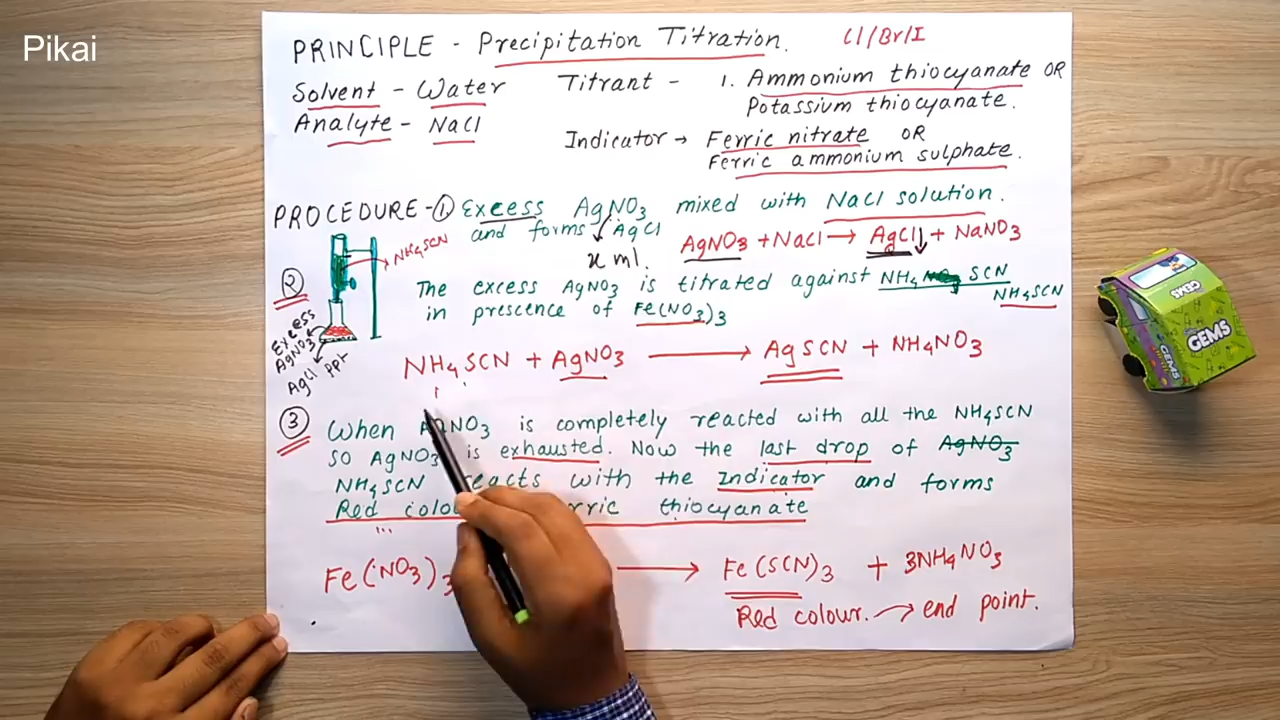 Pikai
PRINCIPLE - Precipitation Titration. Cl/Br/I
Solvent - Water Titrant - 1. Ammonium thiocyanate OR
Potassium thiocyanate.
Analyte - NaCl
Indicator → Ferric nitrate OR
Ferric ammonium sulphate.
PROCEDURE - ① Excess AgNO3 mixed with NaCl solution.
and forms AgCl
AgNO3 + NaCl → AgCl↓ + NaNO3
x ml.
②
NH4SCN
Excess
AgNO3
AgCl PPt
The excess AgNO3 is titrated against NH4 SCN
NH4SCN
in prescence of Fe(NO3)3
NH4SCN + AgNO3 → AgSCN + NH4NO3
③ When AgNO3 is completely reacted with all the NH4SCN
so AgNO3 is exhausted. Now the last drop of AgNO3
NH4SCN reacts with the Indicator and forms
Red thiocyanate
Fe(NO3)3 → Fe(SCN)3 + 3NH4NO3
Red colour. → end point.
GEMS
GEMS